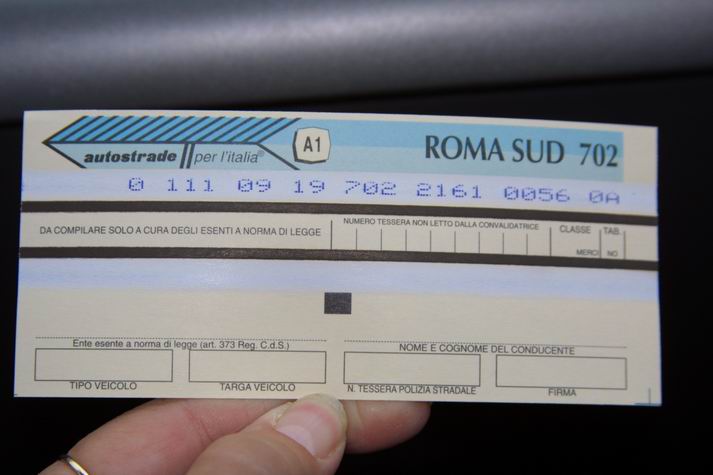 autostrade per l'italia® A1 ROMA SUD 702
0 111 09 19 702 2161 0056 0A
DA COMPILARE SOLO A CURA DEGLI ESENTI A NORMA DI LEGGE NUMERO TESSERA NON LETTO DALLA CONVALIDATRICE CLASSE TAB.
MERCI NO
Ente esente a norma di legge (art. 373 Reg. C.d.S.) NOME E COGNOME DEL CONDUCENTE
TIPO VEICOLO TARGA VEICOLO N. TESSERA POLIZIA STRADALE FIRMA